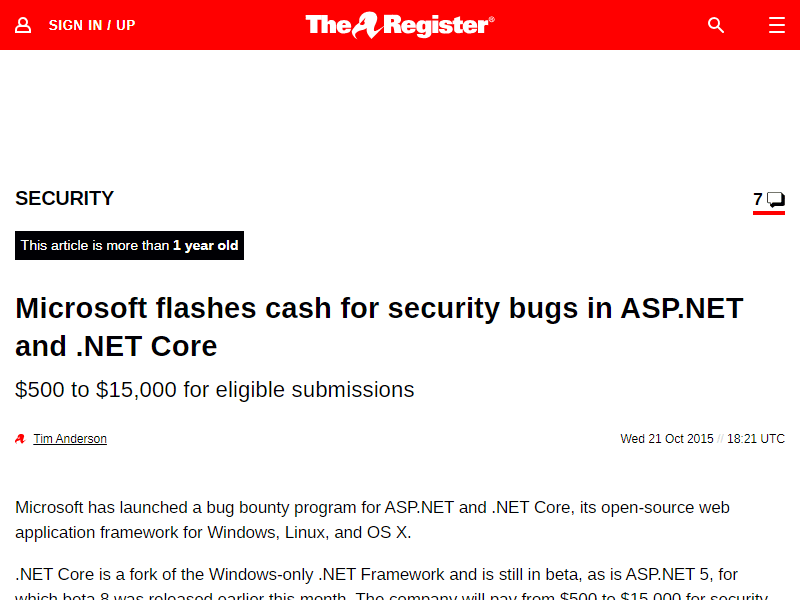 SIGN IN / UP
The Register®
SECURITY
7
This article is more than 1 year old
Microsoft flashes cash for security bugs in ASP.NET
and .NET Core
$500 to $15,000 for eligible submissions
Tim Anderson
Wed 21 Oct 2015 // 18:21 UTC
Microsoft has launched a bug bounty program for ASP.NET and .NET Core, its open-source web
application framework for Windows, Linux, and OS X.
.NET Core is a fork of the Windows-only .NET Framework and is still in beta, as is ASP.NET 5, for
which beta 8 was released earlier this month. The company will pay from $500 to $15,000 for security